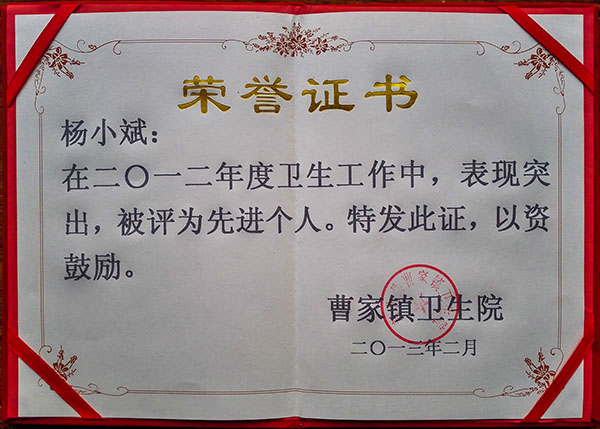 荣誉证书
杨小斌：
在二〇一二年度卫生工作中，表现突
出，被评为先进个人。特发此证，以资
鼓励。
曹家镇卫生院
二〇一三年二月